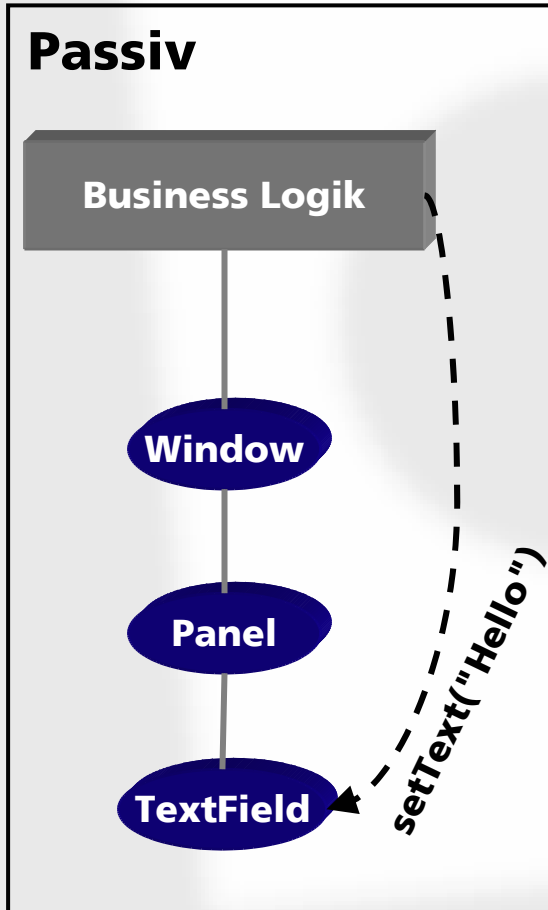 Passiv
Business Logik
Window
Panel
TextField
setText("Hello")